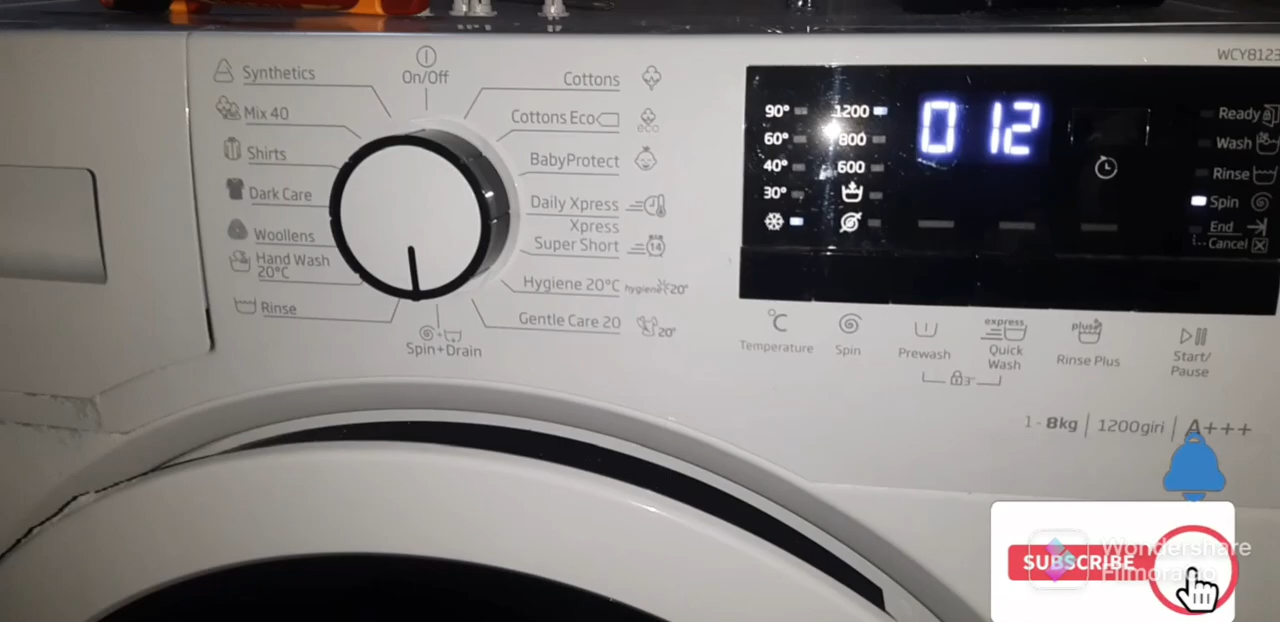 WCY8123
On/Off
Synthetics
Mix 40
Shirts
Dark Care
Woollens
Hand Wash
20°C
Rinse
Spin+Drain
Cottons
Cottons Eco
eco
BabyProtect
Daily Xpress
Xpress
Super Short
14
Hygiene 20°C
hygiene 20°
Gentle Care 20
20°
90°
60°
40°
30°
1200
800
600
0 12
Ready
Wash
Rinse
Spin
End
Cancel
°C
Temperature
Spin
Prewash
express
Quick
Wash
3"
plus
Rinse Plus
Start/
Pause
1 - 8kg | 1200giri | A+++
SUBSCRIBE
Wondershare
Filmora